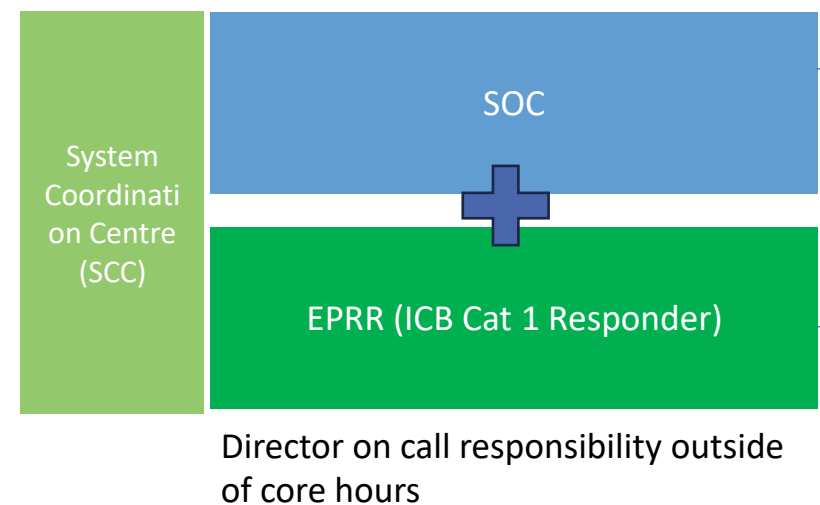 System
Coordinati
on Centre
(SCC)
SOC
EPRR (ICB Cat 1 Responder)
Director on call responsibility outside
of core hours